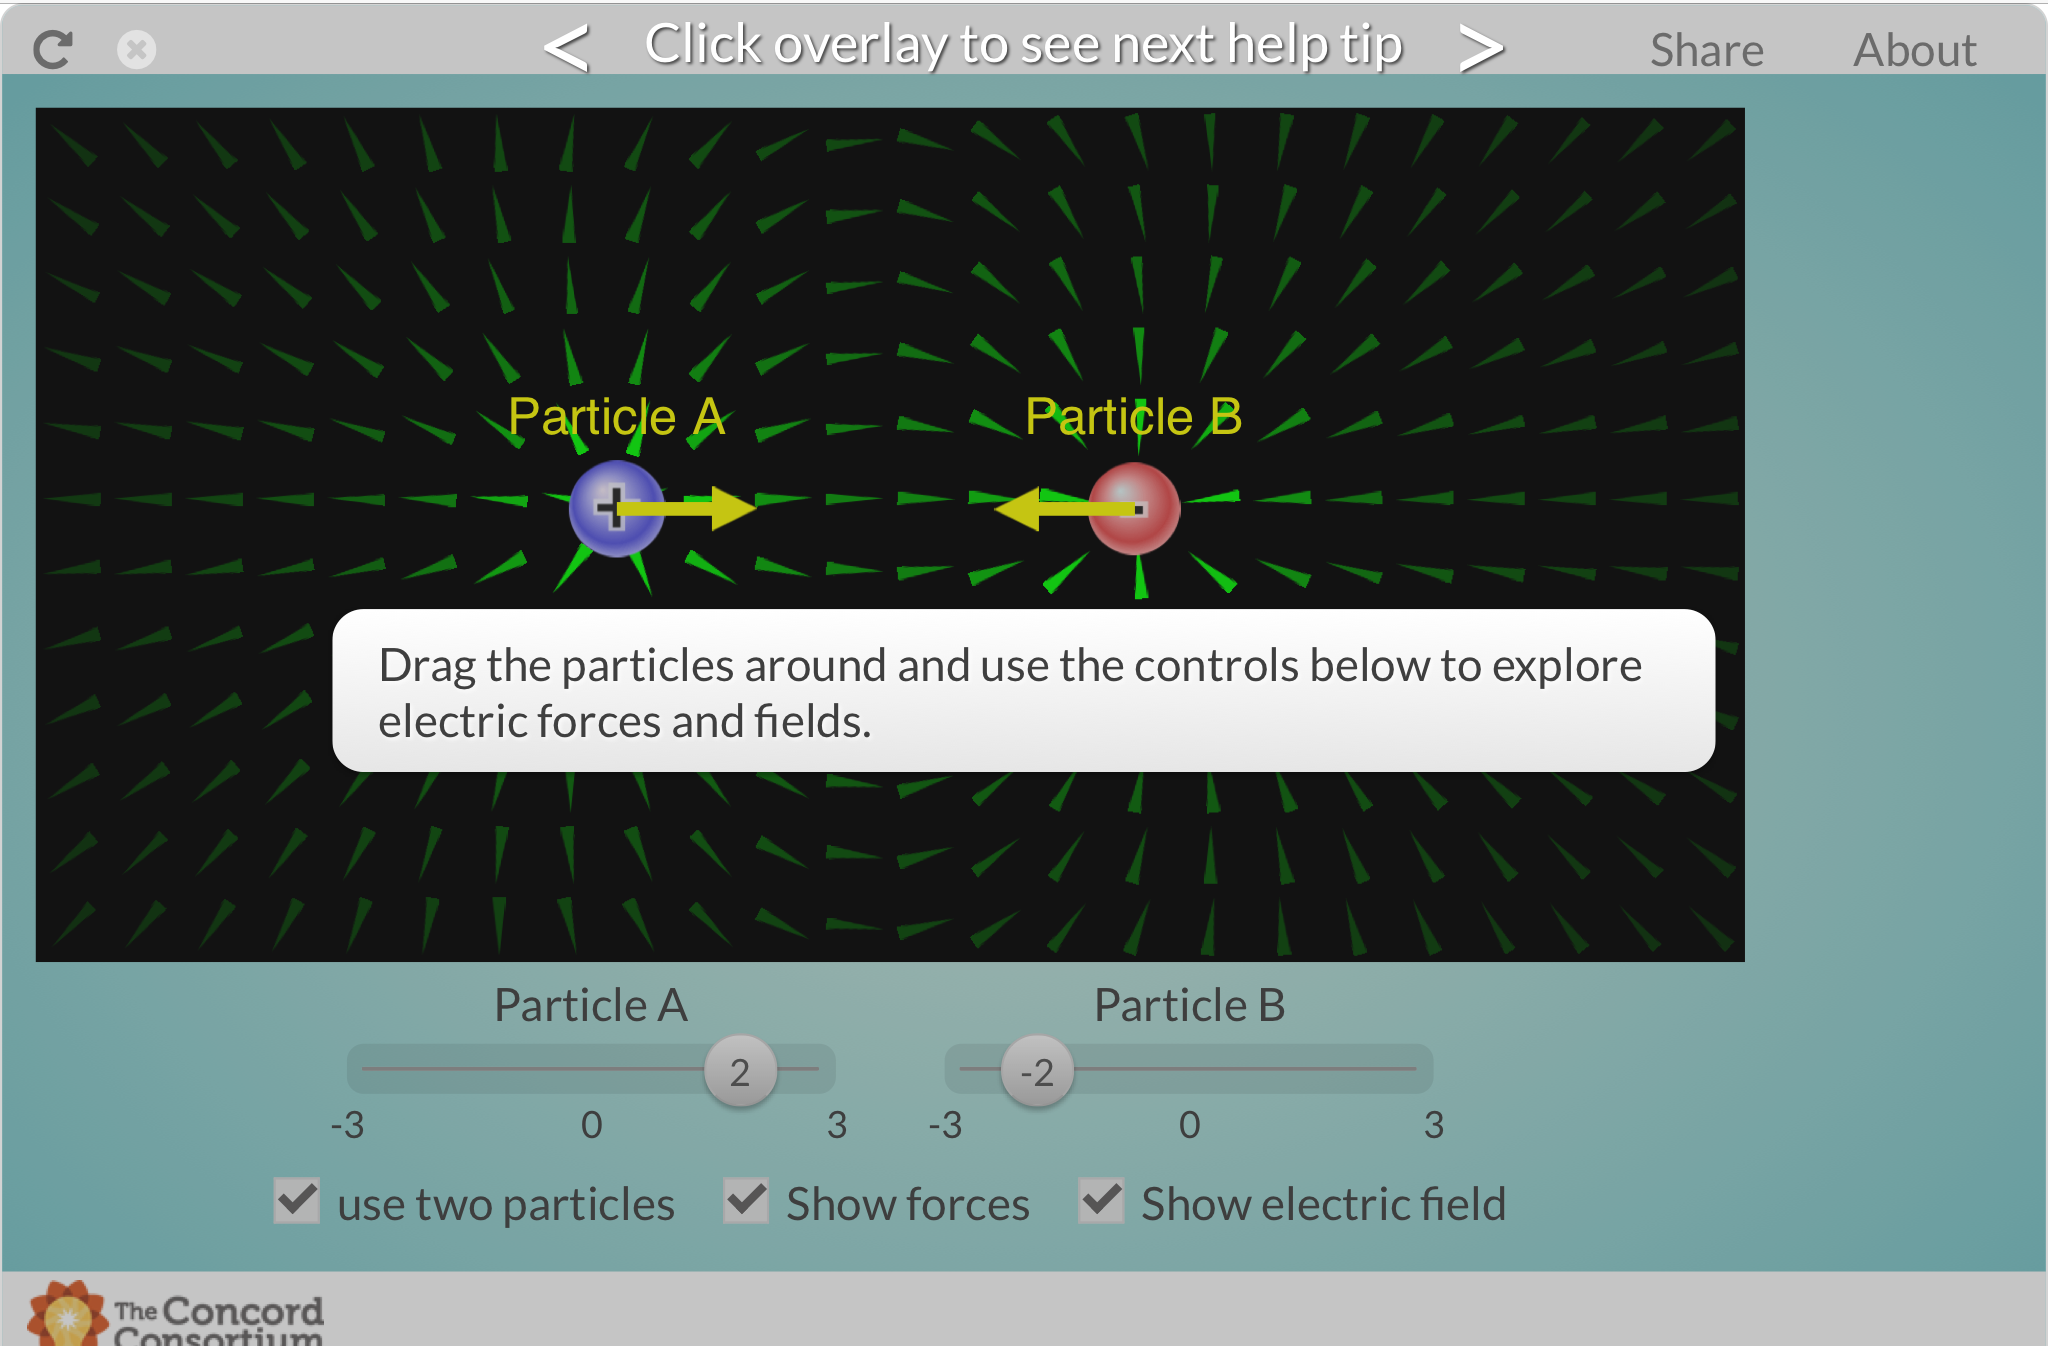 < Click overlay to see next help tip >
Share About
Particle A
Particle B
Drag the particles around and use the controls below to explore
electric forces and fields.
Particle A
Particle B
2
-2
-3 0 3
-3 0 3
use two particles
Show forces
Show electric field
The Concord
Consortium